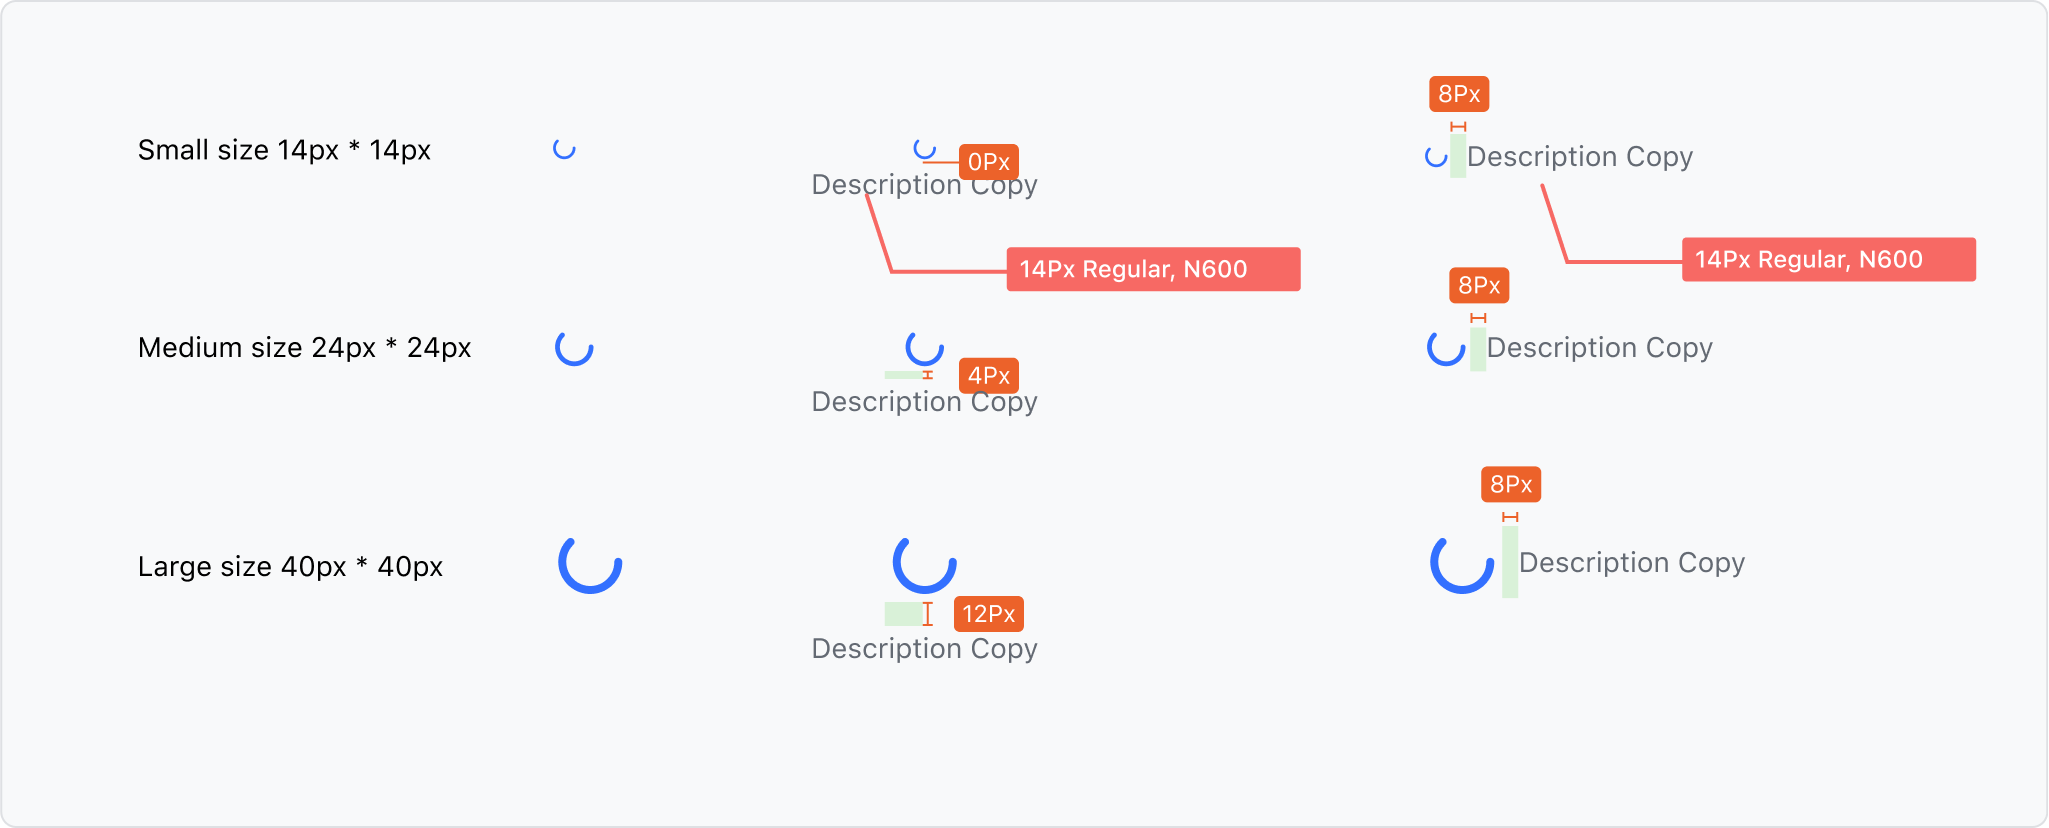 8Px
Small size 14px * 14px
0Px
Description Copy
Description Copy
14Px Regular, N600
14Px Regular, N600
8Px
Medium size 24px * 24px
4Px
Description Copy
Description Copy
8Px
Large size 40px * 40px
Description Copy
12Px
Description Copy